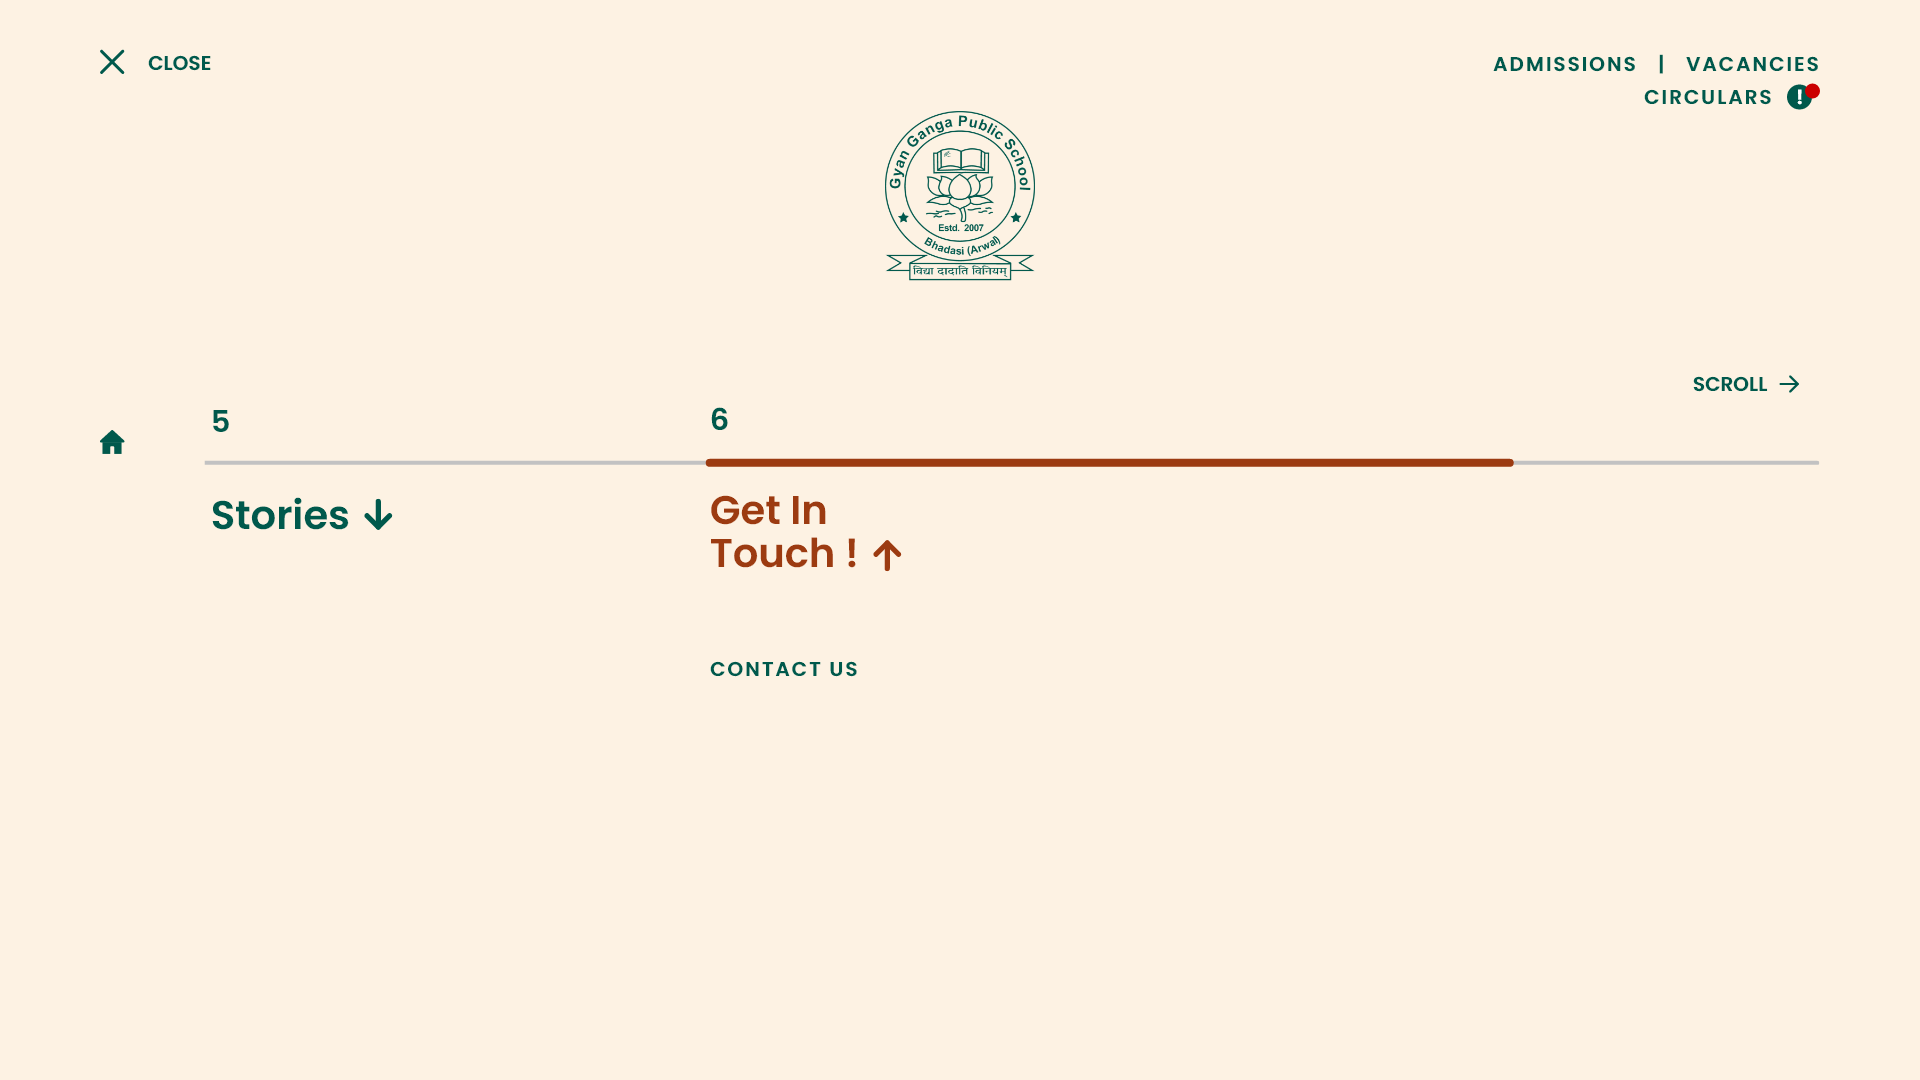 CLOSE
ADMISSIONS | VACANCIES
CIRCULARS !
Gyan Ganga Public School
Estd. 2007
Bhadasi (Arwal)
विद्या दादाति विनियम्
SCROLL
5
6
Stories
Get In
Touch !
CONTACT US